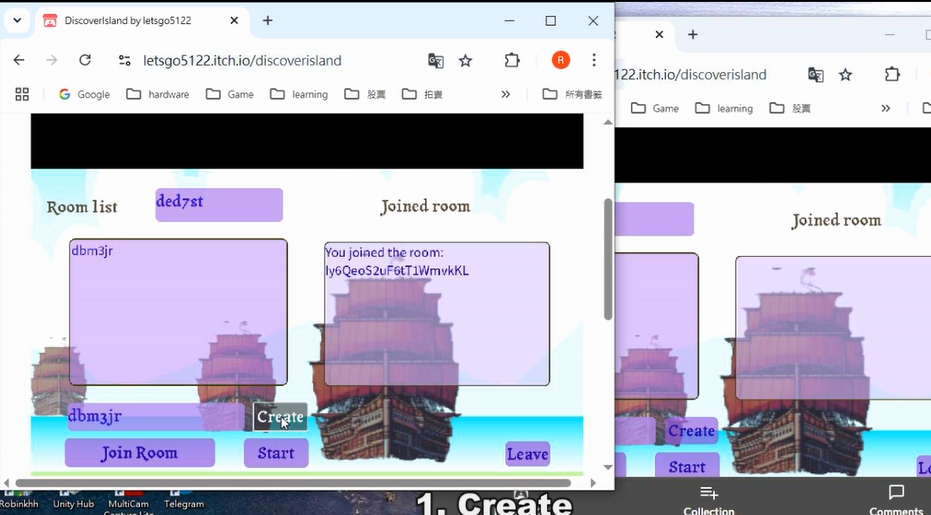 DiscoverIsland by letsgo5122
letsgo5122.itch.io/discoverisland
R
Google
hardware
Game
learning
股票
拍賣
»
所有書籤
Room list
ded7st
Joined room
dbm3jr
You joined the room:
Iy6QeoS2uF6tT1WmvkKL
dbm3jr
Create
Join Room
Start
Leave
122.itch.io/discoverisland
Game
learning
股票
»
Joined room
Create
Start
Le
Robinkhh
Unity Hub
MultiCam
Capture Lite
Telegram
1. Create
Collection
Comments